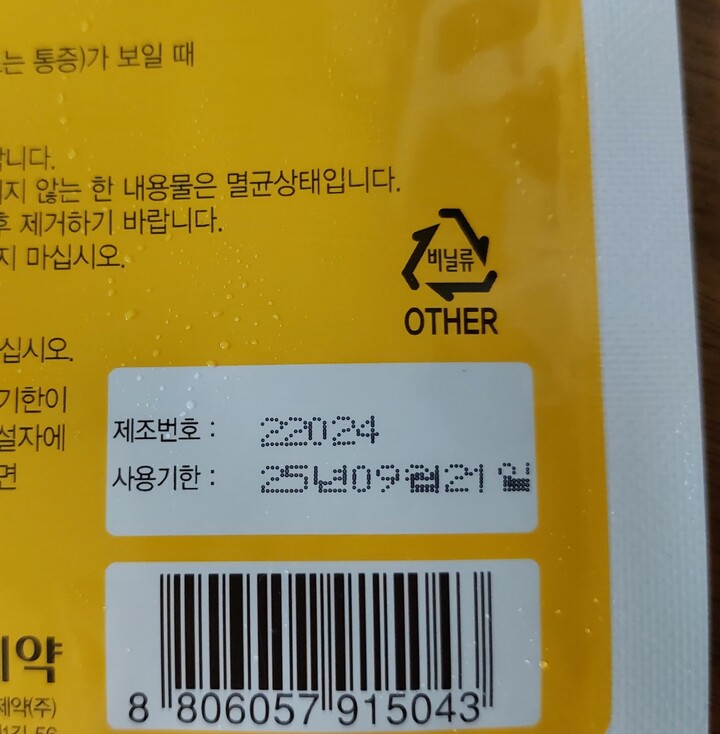 는 통증)가 보일 때
합니다.
지 않는 한 내용물은 멸균상태입니다.
후 제거하기 바랍니다.
지 마십시오.
비닐류
OTHER
십시오.
기한이
설자에
면
제조번호 : 22024
사용기한 : 25년09월21일
제약
제약(주)
8 806057 915043